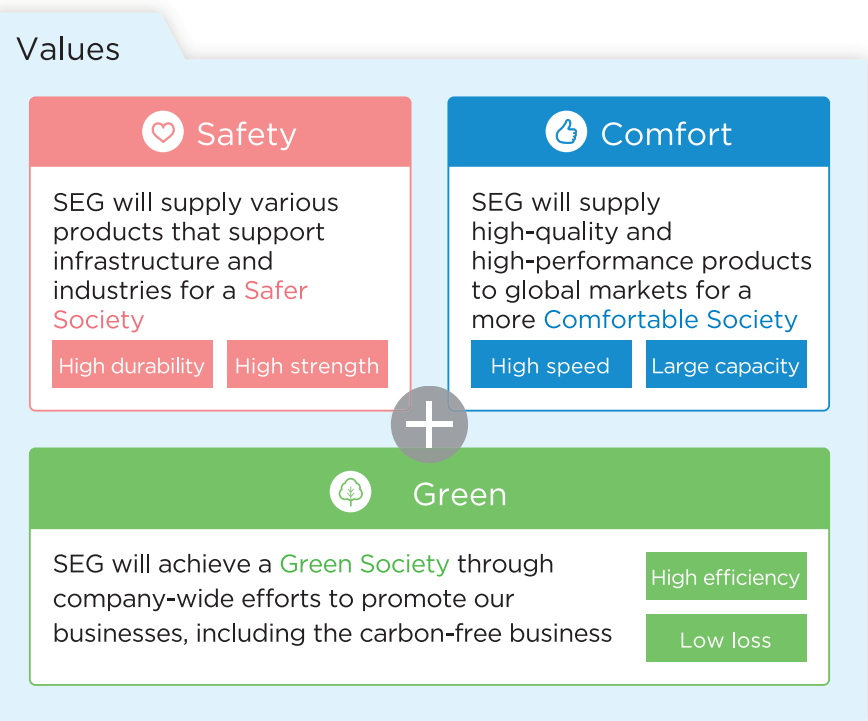 Values
Safety
SEG will supply various
products that support
infrastructure and
industries for a Safer
Society
High durability
High strength
Comfort
SEG will supply
high-quality and
high-performance products
to global markets for a
more Comfortable Society
High speed
Large capacity
Green
SEG will achieve a Green Society through
company-wide efforts to promote our
businesses, including the carbon-free business
High efficiency
Low loss